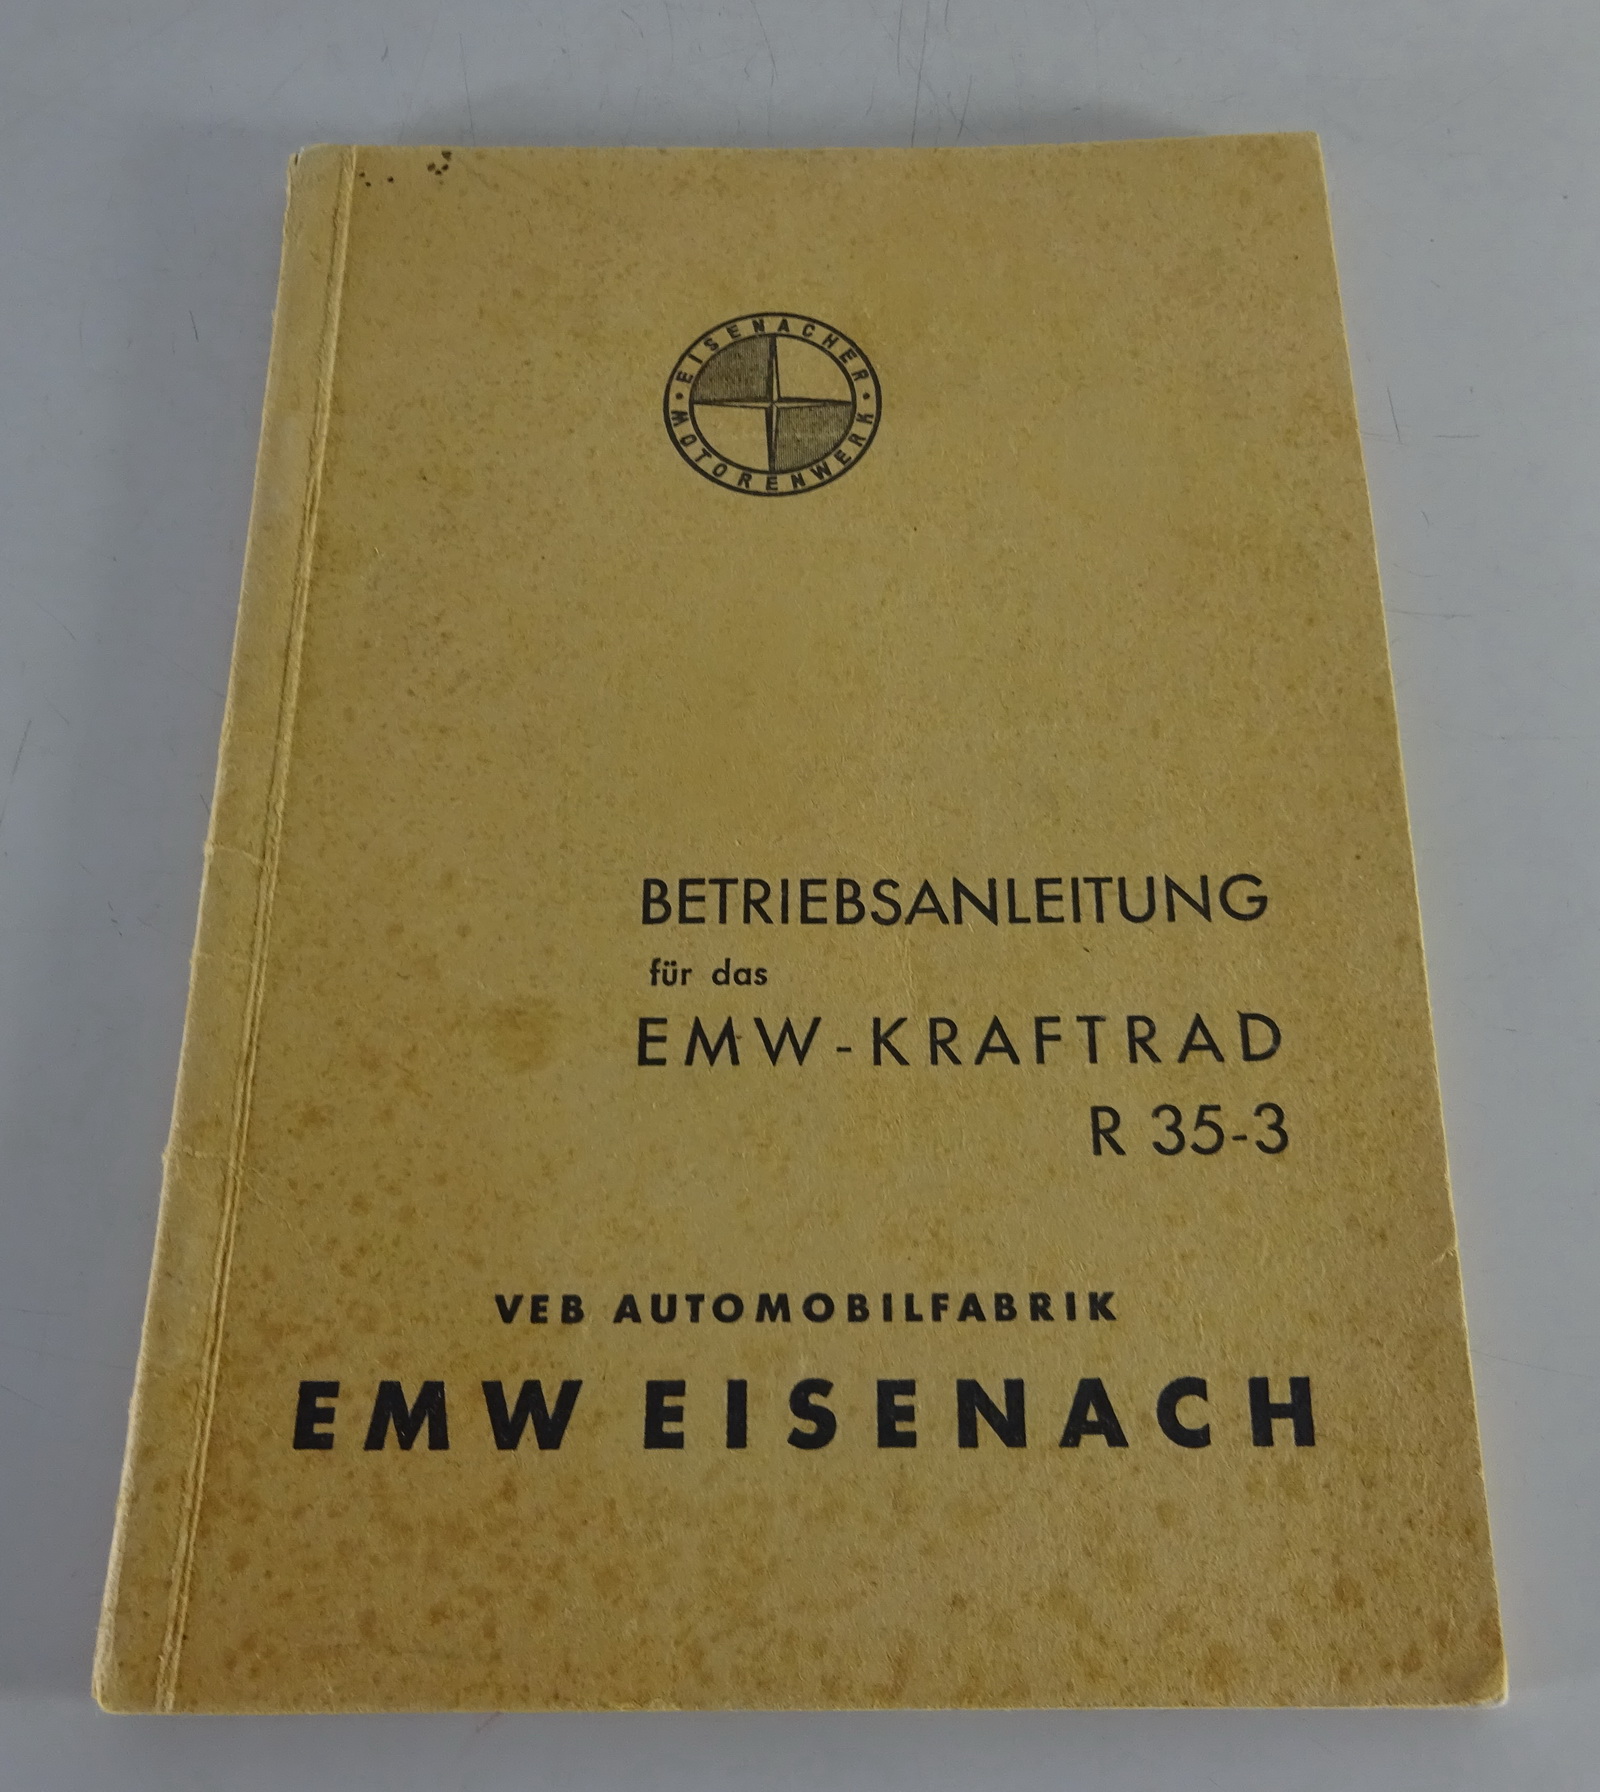 EISENACHER
MOTORENWERK
BETRIEBSANLEITUNG
für das
EMW-KRAFTRAD
R 35-3
VEB AUTOMOBILFABRIK
EMW EISENACH